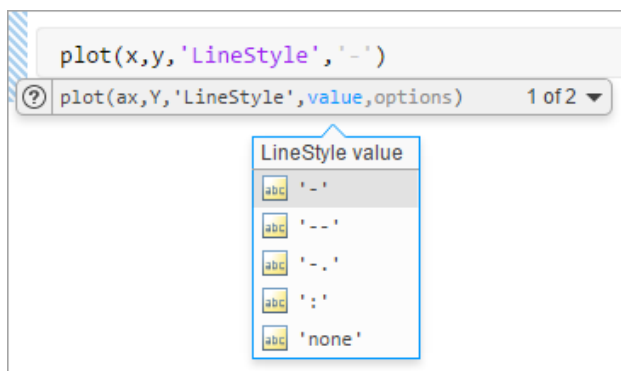 plot(x,y,'LineStyle','-')
? plot(ax,Y,'LineStyle',value,options) 1 of 2
LineStyle value
abc '-'
abc '--'
abc '-.'
abc ':'
abc 'none'